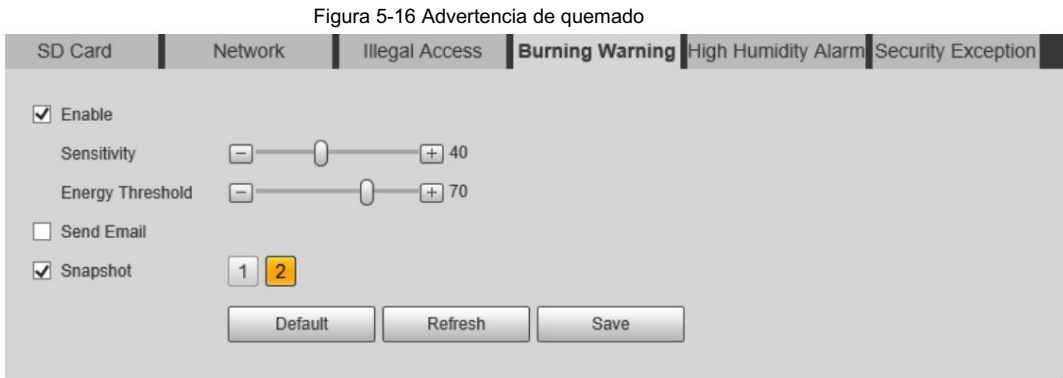 Figura 5-16 Advertencia de quemado
SD Card Network Illegal Access Burning Warning High Humidity Alarm Security Exception
Enable
Sensitivity 40
Energy Threshold 70
Send Email
Snapshot 1 2
Default Refresh Save